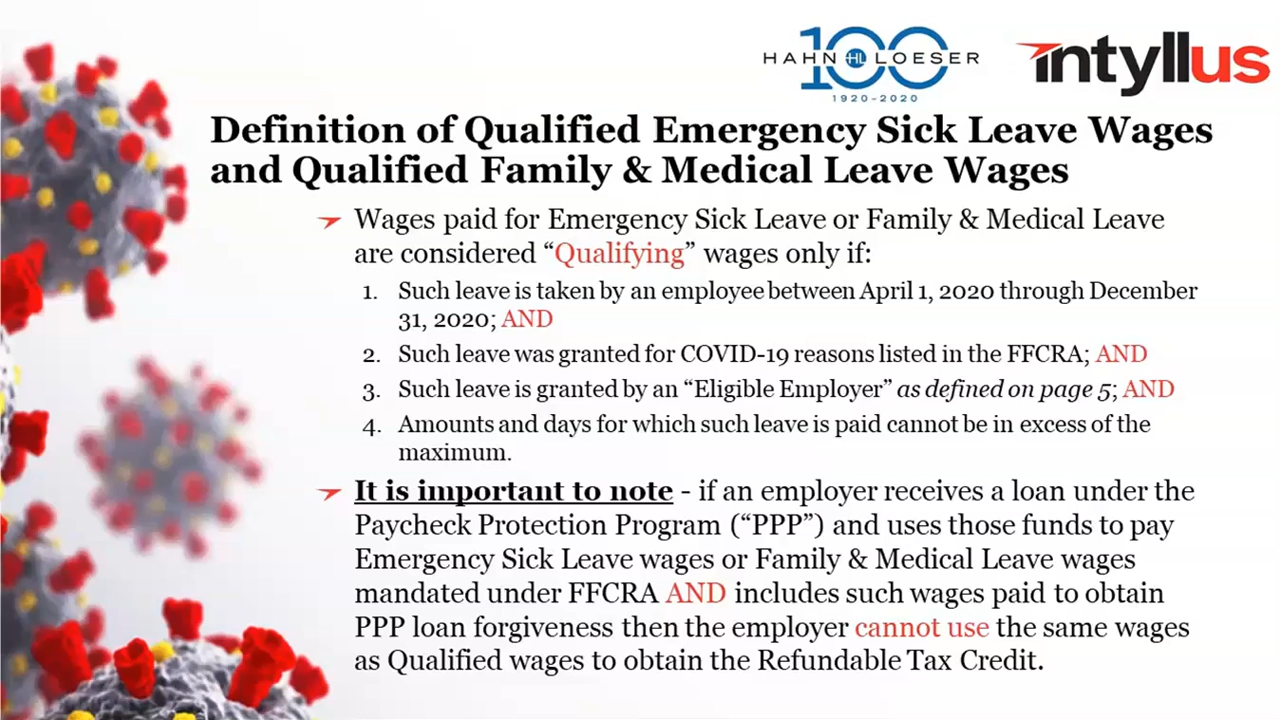 HAHN HL LOESER
100
1920-2020
intyllus
Definition of Qualified Emergency Sick Leave Wages
and Qualified Family & Medical Leave Wages
Wages paid for Emergency Sick Leave or Family & Medical Leave
are considered “Qualifying” wages only if:
1. Such leave is taken by an employee between April 1, 2020 through December
31, 2020; AND
2. Such leave was granted for COVID-19 reasons listed in the FFCRA; AND
3. Such leave is granted by an “Eligible Employer” as defined on page 5; AND
4. Amounts and days for which such leave is paid cannot be in excess of the
maximum.
It is important to note - if an employer receives a loan under the
Paycheck Protection Program (“PPP”) and uses those funds to pay
Emergency Sick Leave wages or Family & Medical Leave wages
mandated under FFCRA AND includes such wages paid to obtain
PPP loan forgiveness then the employer cannot use the same wages
as Qualified wages to obtain the Refundable Tax Credit.